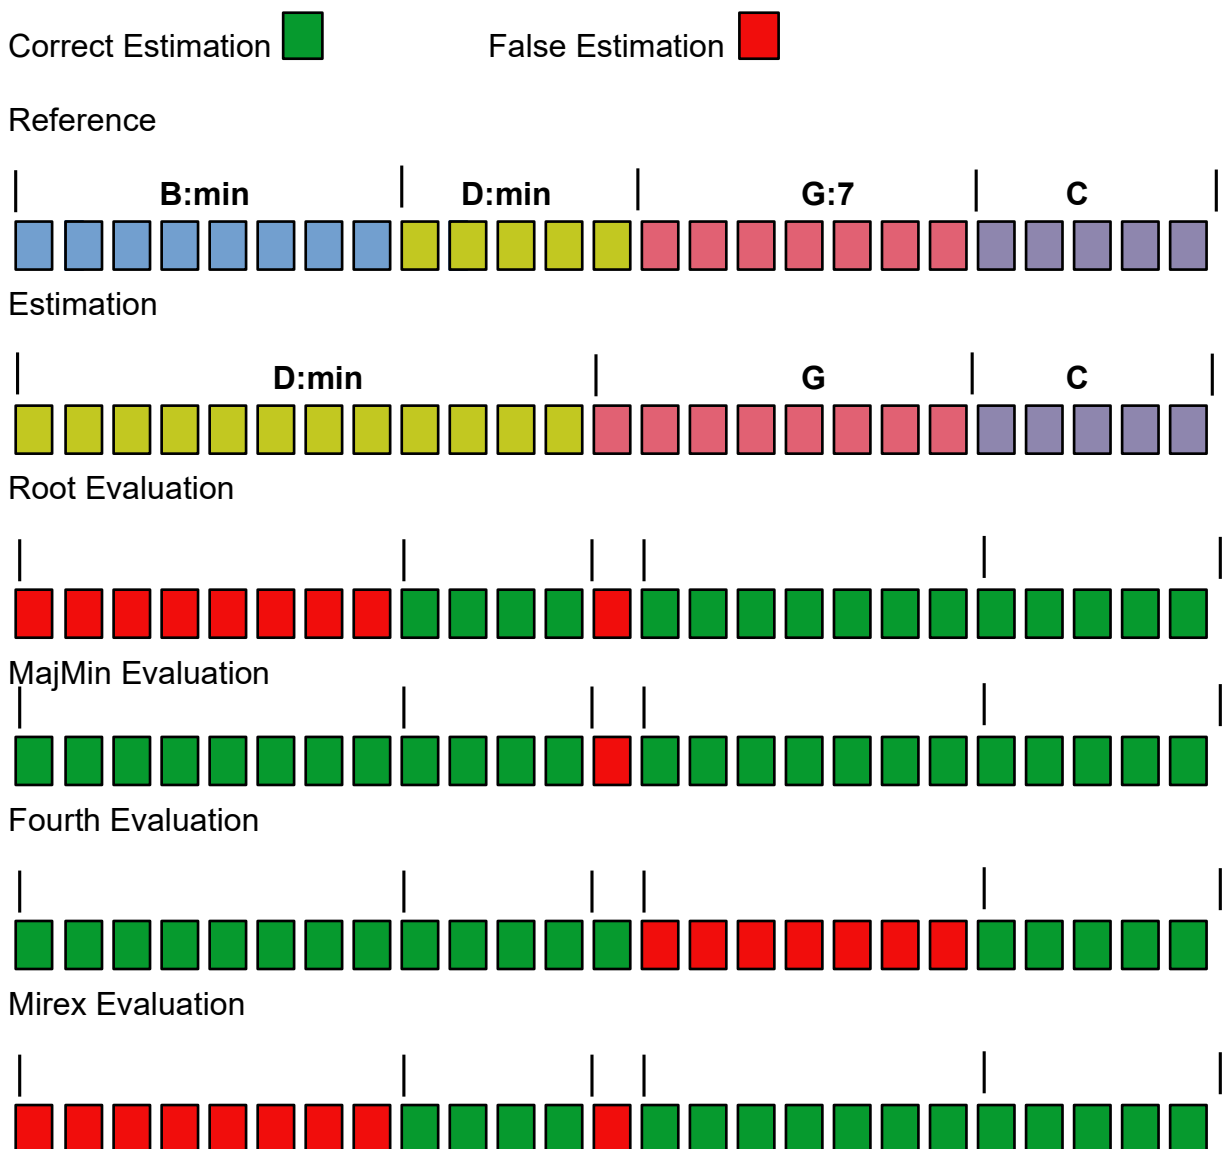 Correct Estimation False Estimation
Reference
B:min D:min G:7 C
Estimation
D:min G C
Root Evaluation
MajMin Evaluation
Fourth Evaluation
Mirex Evaluation